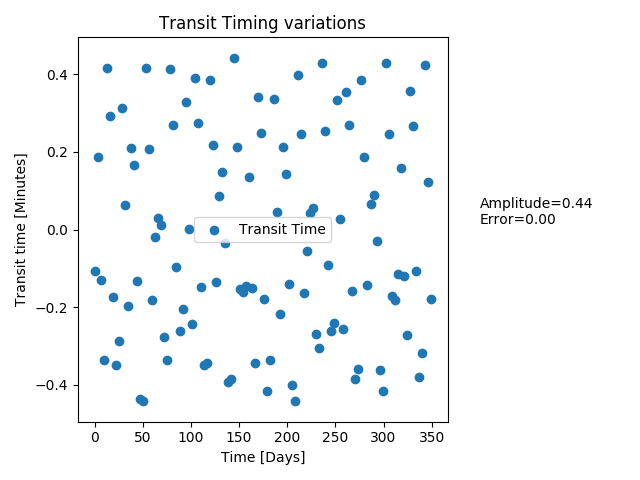 Transit Timing variations
Transit time [Minutes]
0.4
0.2
0.0
−0.2
−0.4
Transit Time
Amplitude=0.44
Error=0.00
0 50 100 150 200 250 300 350
Time [Days]